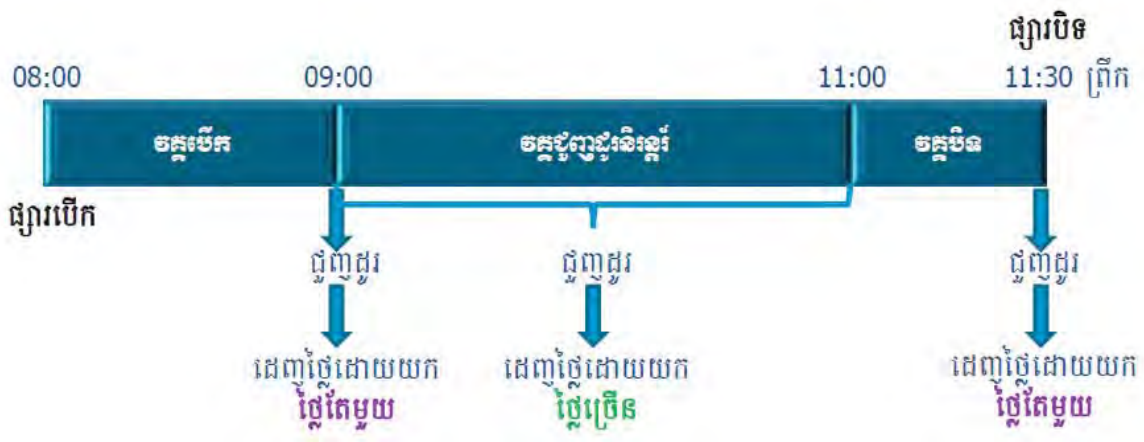 ផ្សារបិទ
08:00 09:00 11:00 11:30 ព្រឹក
វគ្គបើក វគ្គជួញដូរនិរន្តរ៍ វគ្គបិទ
ផ្សារបើក
ជួញដូរ ជួញដូរ ជួញដូរ
ដេញថ្លៃដោយយក ដេញថ្លៃដោយយក ដេញថ្លៃដោយយក
ថ្លៃតែមួយ ថ្លៃច្រើន ថ្លៃតែមួយ